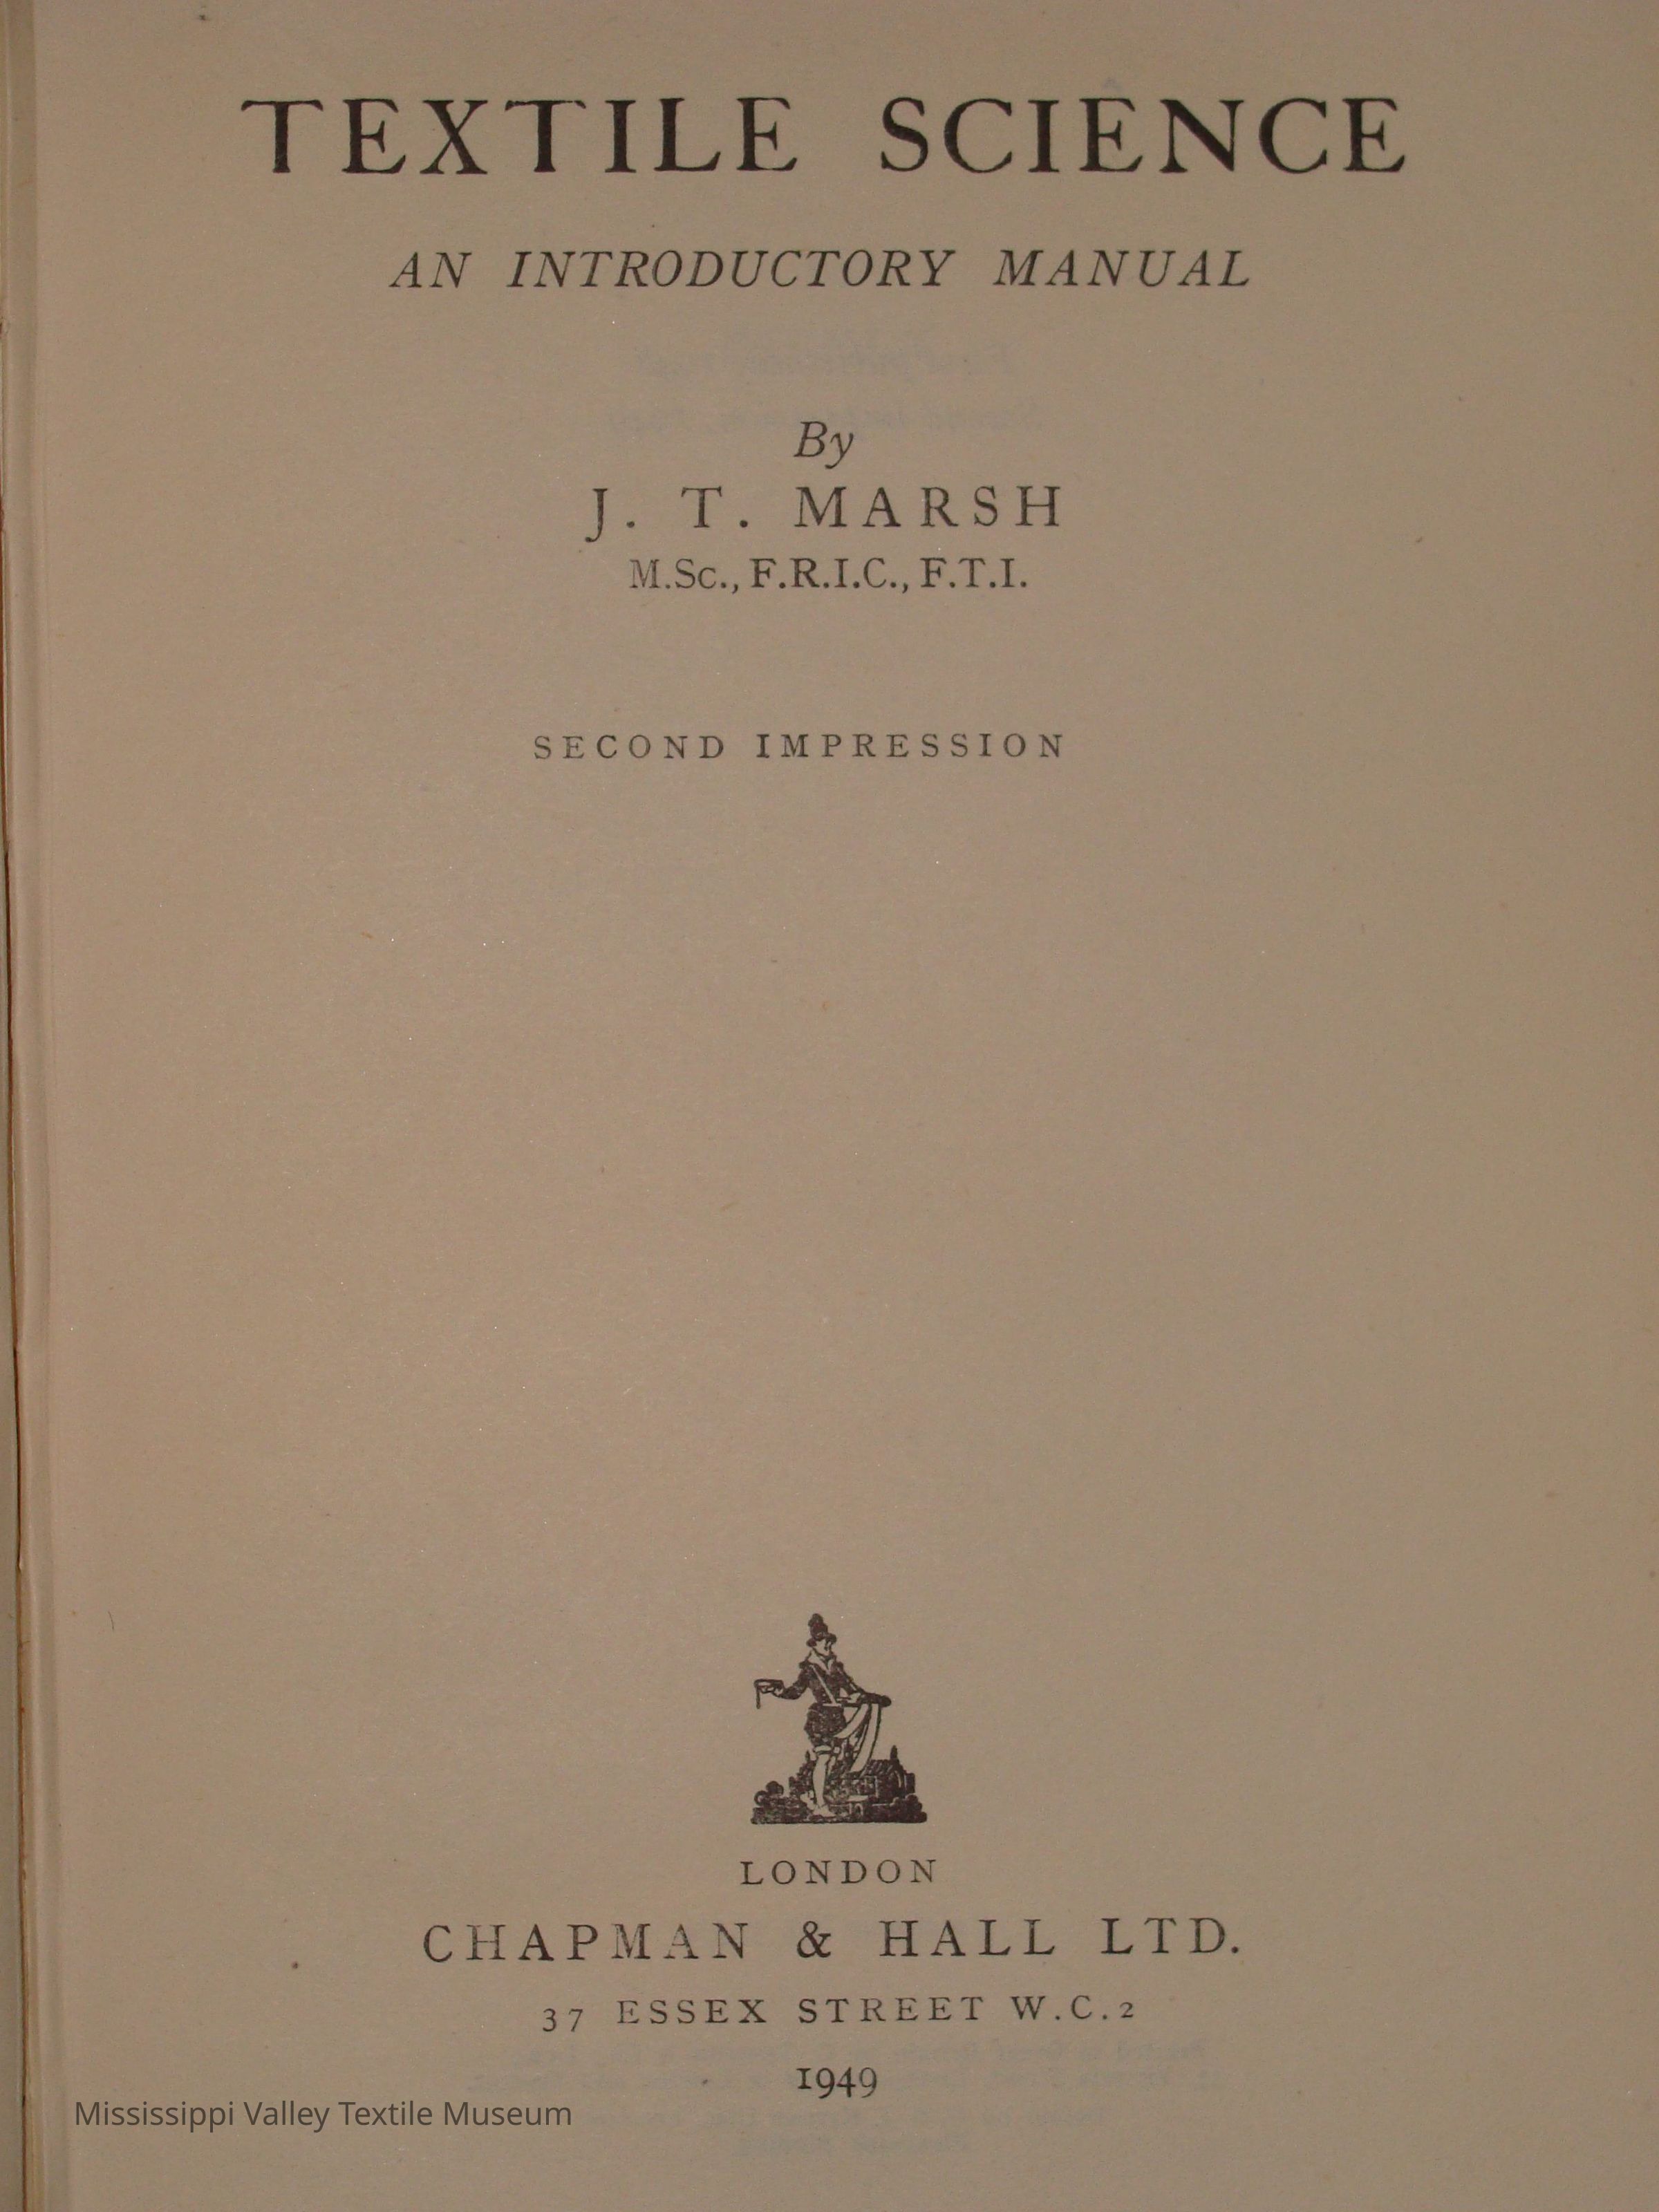 TEXTILE SCIENCE
AN INTRODUCTORY MANUAL
By
J. T. MARSH
M.Sc., F.R.I.C., F.T.I.
SECOND IMPRESSION
LONDON
CHAPMAN & HALL LTD.
37 ESSEX STREET W.C.2
1949
Mississippi Valley Textile Museum